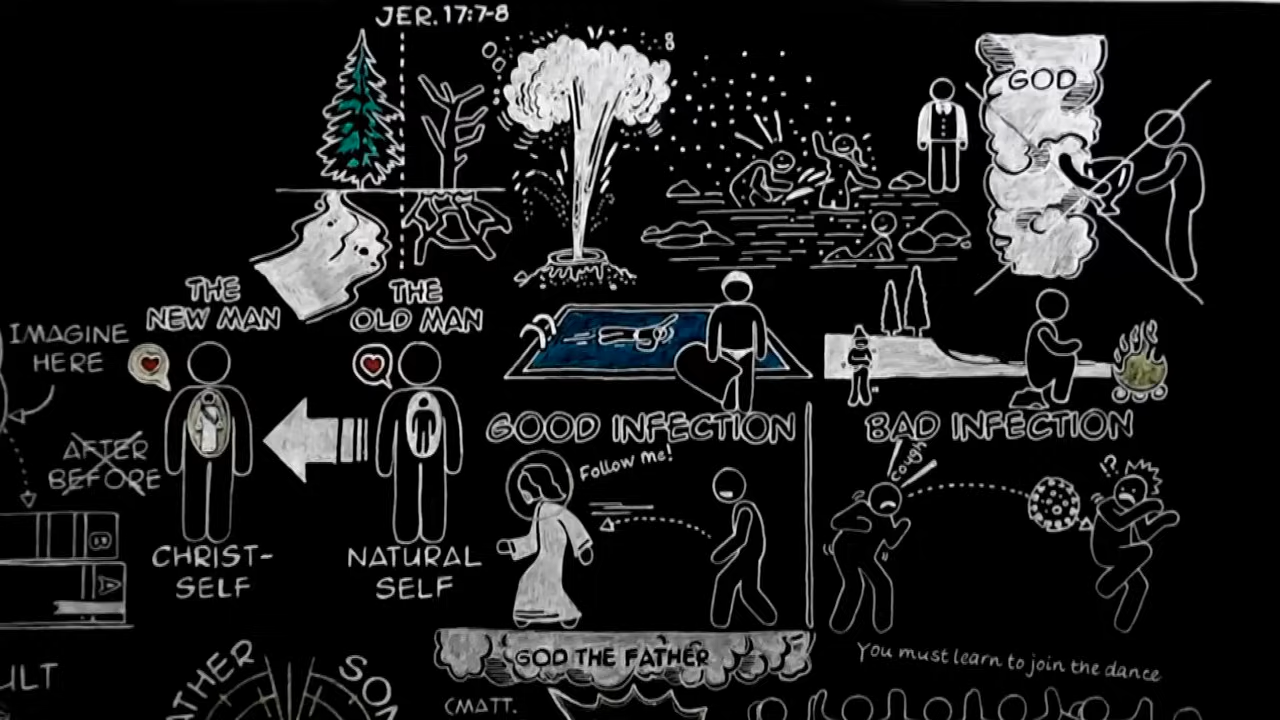 JER. 17:7-8
GOD
THE
NEW MAN
THE
OLD MAN
IMAGINE
HERE
AFTER
BEFORE
GOOD INFECTION
BAD INFECTION
Follow me!
cough
!?
CHRIST-
SELF
NATURAL
SELF
GOD THE FATHER
You must learn to join the dance
ULT
ATHER
SON
(MATT.